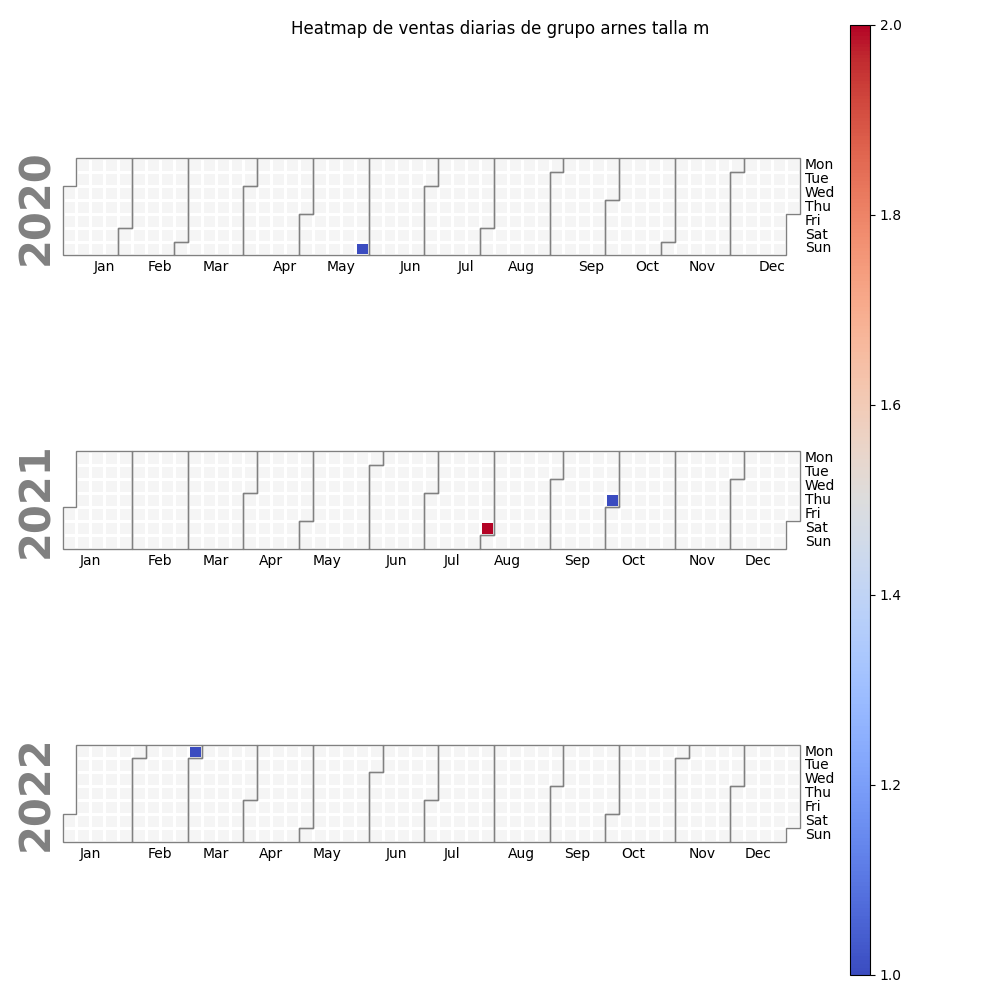 Heatmap de ventas diarias de grupo arnes talla m
2020
Mon
Tue
Wed
Thu
Fri
Sat
Sun
Jan Feb Mar Apr May Jun Jul Aug Sep Oct Nov Dec
2021
Mon
Tue
Wed
Thu
Fri
Sat
Sun
Jan Feb Mar Apr May Jun Jul Aug Sep Oct Nov Dec
2022
Mon
Tue
Wed
Thu
Fri
Sat
Sun
Jan Feb Mar Apr May Jun Jul Aug Sep Oct Nov Dec
2.0
1.8
1.6
1.4
1.2
1.0